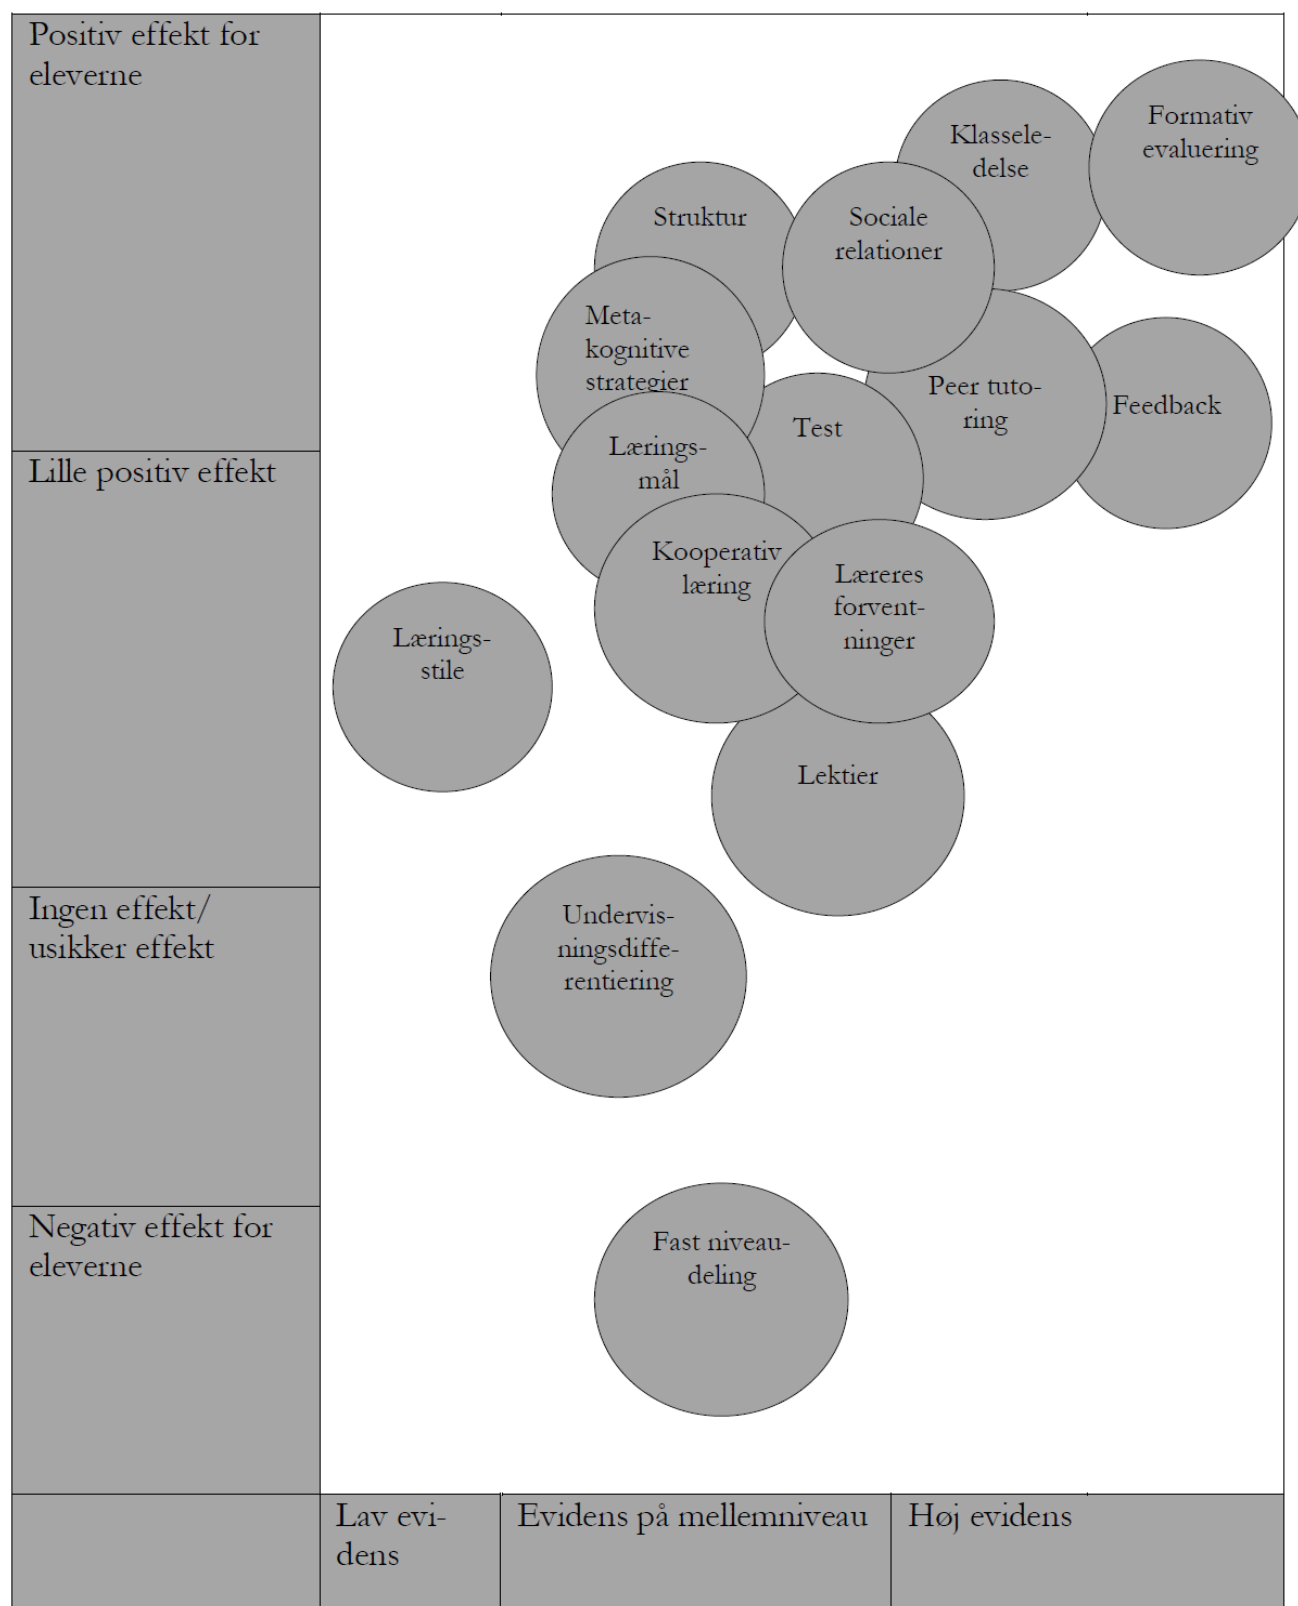 Positiv effekt for
eleverne
Formativ
evaluering
Klassele-
delse
Struktur
Sociale
relationer
Meta-
kognitive
strategier
Peer tuto-
ring
Feedback
Test
Lærings-
mål
Lille positiv effekt
Kooperativ
læring
Læreres
forvent-
ninger
Lærings-
stile
Lektier
Ingen effekt/
usikker effekt
Undervis-
ningsdiffe-
rentiering
Negativ effekt for
eleverne
Fast niveau-
deling
Lav evi-
dens
Evidens på mellemniveau
Høj evidens